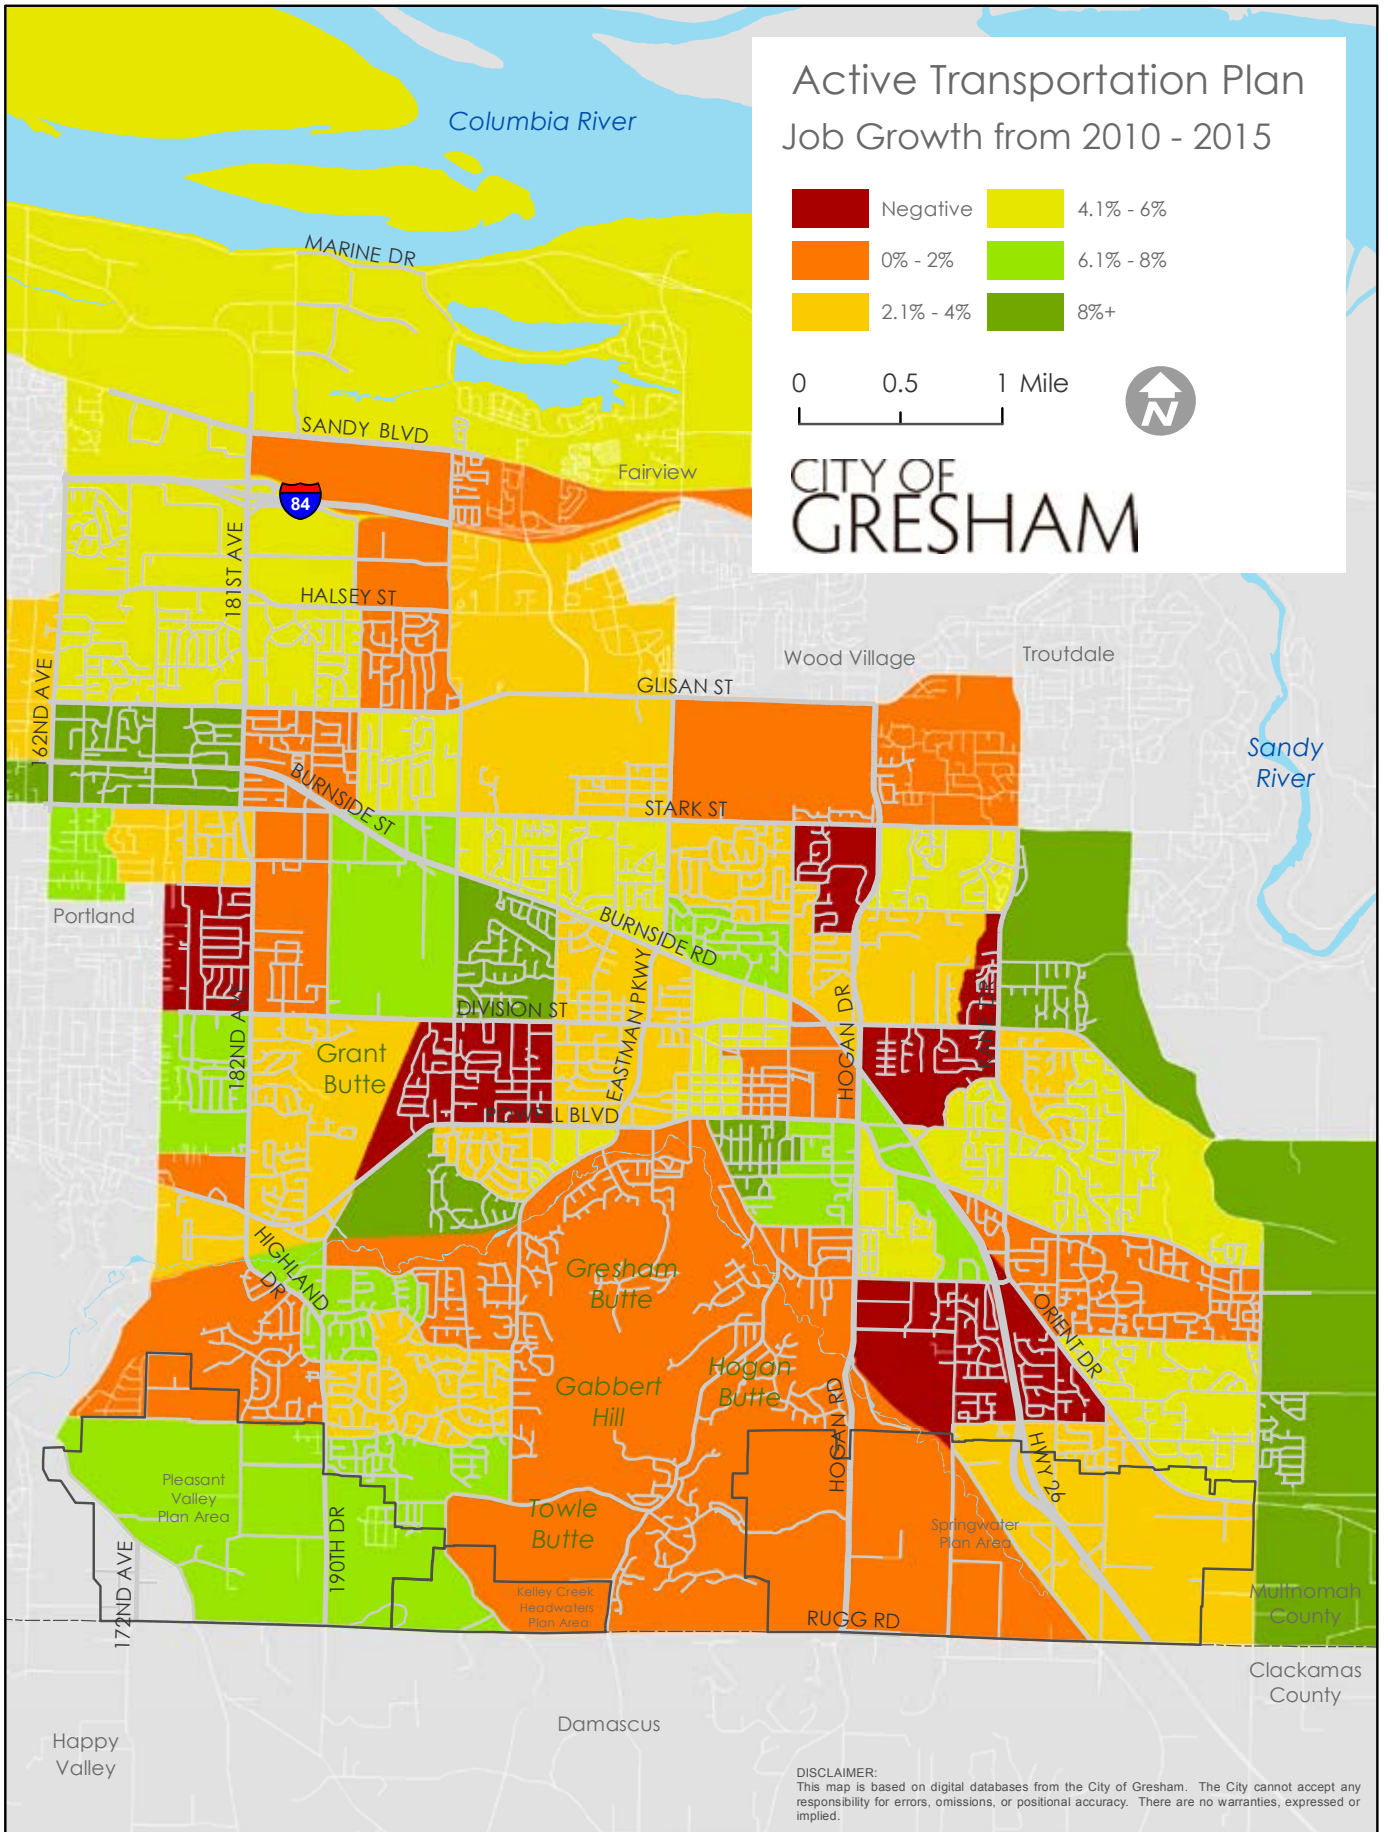 Active Transportation Plan
Job Growth from 2010 - 2015
Negative
4.1% - 6%
0% - 2%
6.1% - 8%
2.1% - 4%
8%+
0 0.5 1 Mile
N
CITY OF
GRESHAM
Columbia River
MARINE DR
SANDY BLVD
Fairview
84
181ST AVE
HALSEY ST
162ND AVE
Wood Village
Troutdale
GLISAN ST
Sandy
River
BURNSIDE ST
STARK ST
Portland
BURNSIDE RD
EASTMAN PKWY
DIVISION ST
182ND AVE
HOGAN DR
KANE DR
Grant
Butte
POWELL BLVD
HIGHLAND
DR
Gresham
Butte
ORIENT DR
Gabbert
Hill
Hogan
Butte
HOGAN RD
HWY 26
Pleasant
Valley
Plan Area
190TH DR
172ND AVE
Towle
Butte
Springwater
Plan Area
Kelley Creek
Headwaters
Plan Area
RUGG RD
Multnomah
County
Clackamas
County
Damascus
Happy
Valley
DISCLAIMER:
This map is based on digital databases from the City of Gresham. The City cannot accept any
responsibility for errors, omissions, or positional accuracy. There are no warranties, expressed or
implied.